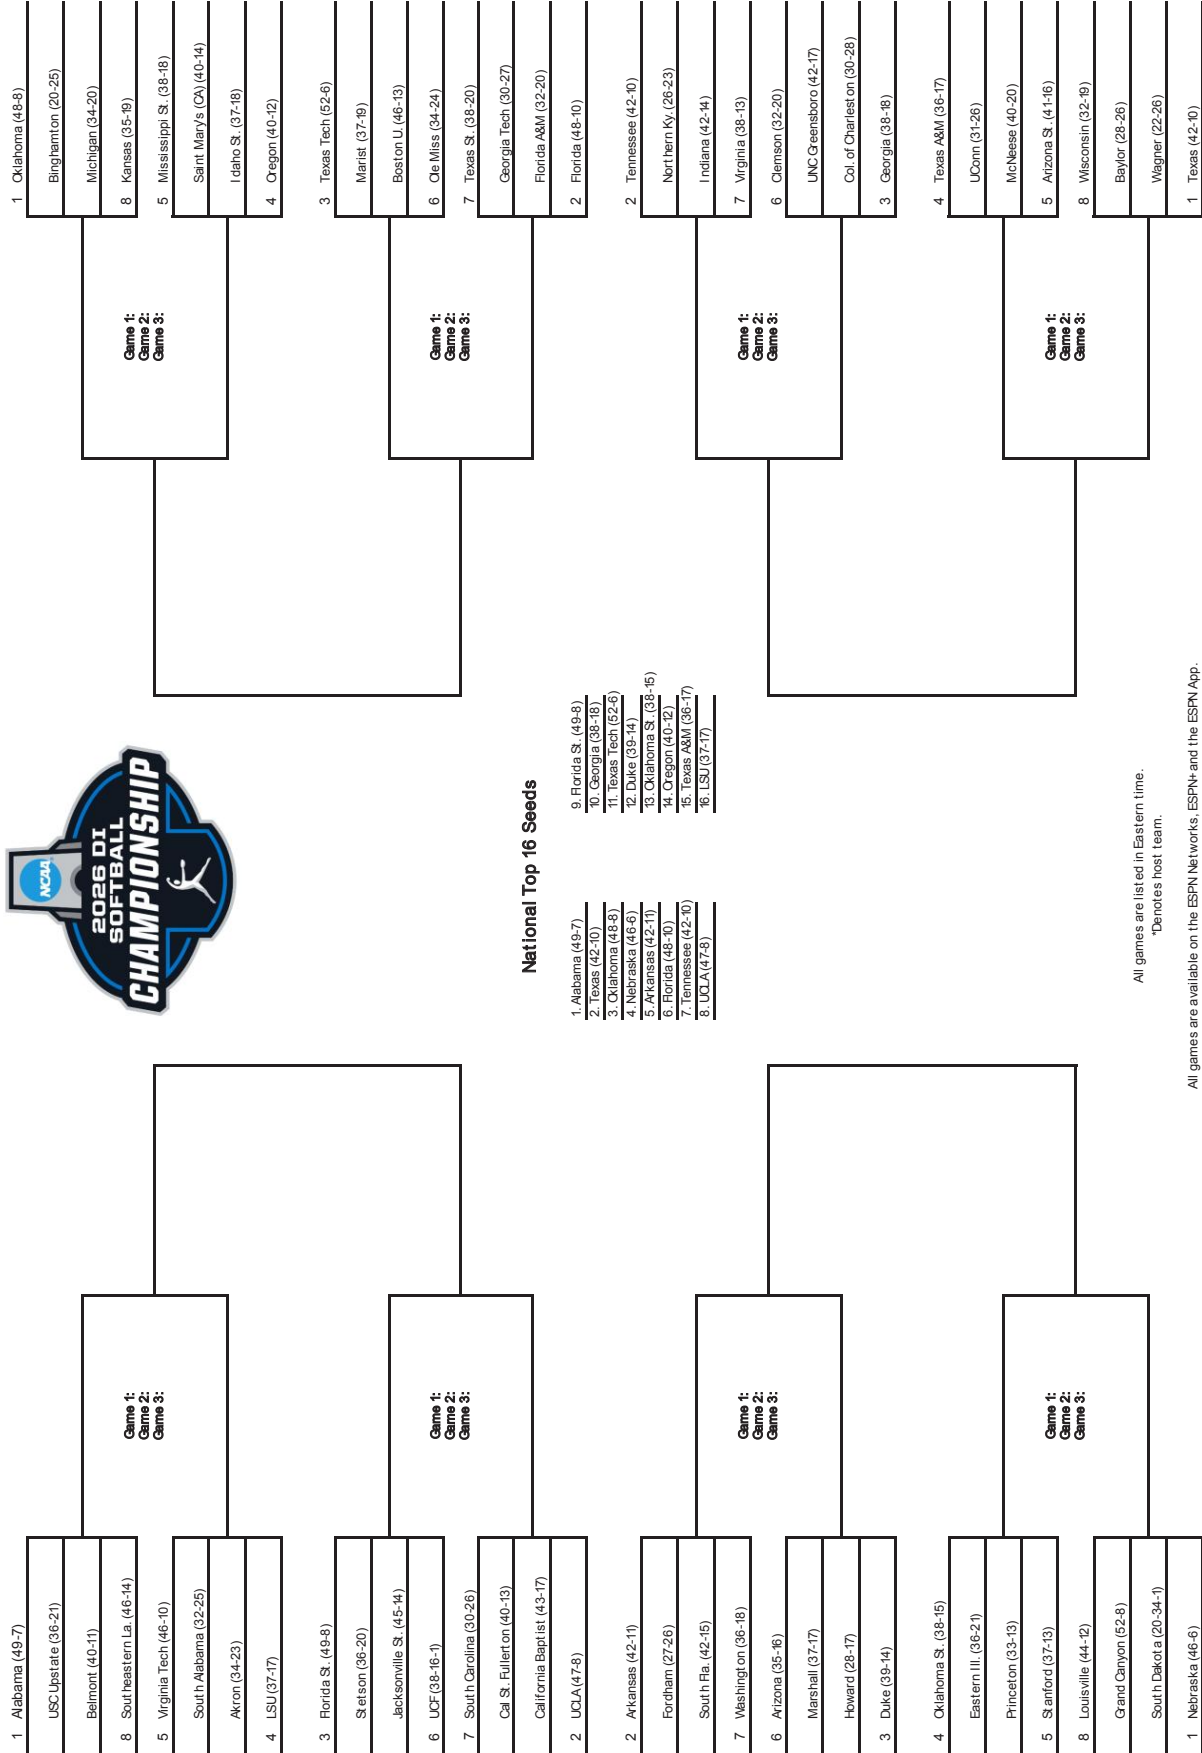 1 Alabama (49-7)
USC Upstate (36-21)
Belmont (40-11)
8 Southeastern La. (46-14)
5 Virginia Tech (46-10)
South Alabama (32-25)
Akron (34-23)
4 LSU (37-17)
3 Florida St. (49-8)
Stetson (36-20)
Jacksonville St. (45-14)
6 UCF (38-16-1)
7 South Carolina (30-26)
Cal St. Fullerton (40-13)
California Baptist (43-17)
2 UCLA (47-8)
2 Arkansas (42-11)
Fordham (27-26)
South Fla. (42-15)
7 Washington (36-18)
6 Arizona (35-16)
Marshall (37-17)
Howard (28-17)
3 Duke (39-14)
4 Oklahoma St. (38-15)
Eastern Ill. (36-21)
Princeton (33-13)
5 Stanford (37-13)
8 Louisville (44-12)
Grand Canyon (52-8)
South Dakota (20-34-1)
1 Nebraska (46-6)
Game 1:
Game 2:
Game 3:
Game 1:
Game 2:
Game 3:
Game 1:
Game 2:
Game 3:
Game 1:
Game 2:
Game 3:
NCAA
2026 DI
SOFTBALL
CHAMPIONSHIP
National Top 16 Seeds
1. Alabama (49-7)
2. Texas (42-10)
3. Oklahoma (48-8)
4. Nebraska (46-6)
5. Arkansas (42-11)
6. Florida (48-10)
7. Tennessee (42-10)
8. UCLA (47-8)
9. Florida St. (49-8)
10. Georgia (38-18)
11. Texas Tech (52-6)
12. Duke (39-14)
13. Oklahoma St. (38-15)
14. Oregon (40-12)
15. Texas A&M (36-17)
16. LSU (37-17)
All games are listed in Eastern time.
*Denotes host team.
All games are available on the ESPN Networks, ESPN+ and the ESPN App.
Game 1:
Game 2:
Game 3:
Game 1:
Game 2:
Game 3:
Game 1:
Game 2:
Game 3:
Game 1:
Game 2:
Game 3:
1 Oklahoma (48-8)
Binghamton (20-25)
Michigan (34-20)
8 Kansas (35-19)
5 Mississippi St. (38-18)
Saint Mary's (CA) (40-14)
Idaho St. (37-18)
4 Oregon (40-12)
3 Texas Tech (52-6)
Marist (37-19)
Boston U. (46-13)
6 Ole Miss (34-24)
7 Texas St. (38-20)
Georgia Tech (30-27)
Florida A&M (32-20)
2 Florida (48-10)
2 Tennessee (42-10)
Northern Ky. (26-23)
Indiana (42-14)
7 Virginia (38-13)
6 Clemson (32-20)
UNC Greensboro (42-17)
Col. of Charleston (30-28)
3 Georgia (38-18)
4 Texas A&M (36-17)
UConn (31-26)
McNeese (40-20)
5 Arizona St. (41-16)
8 Wisconsin (32-19)
Baylor (28-26)
Wagner (22-26)
1 Texas (42-10)